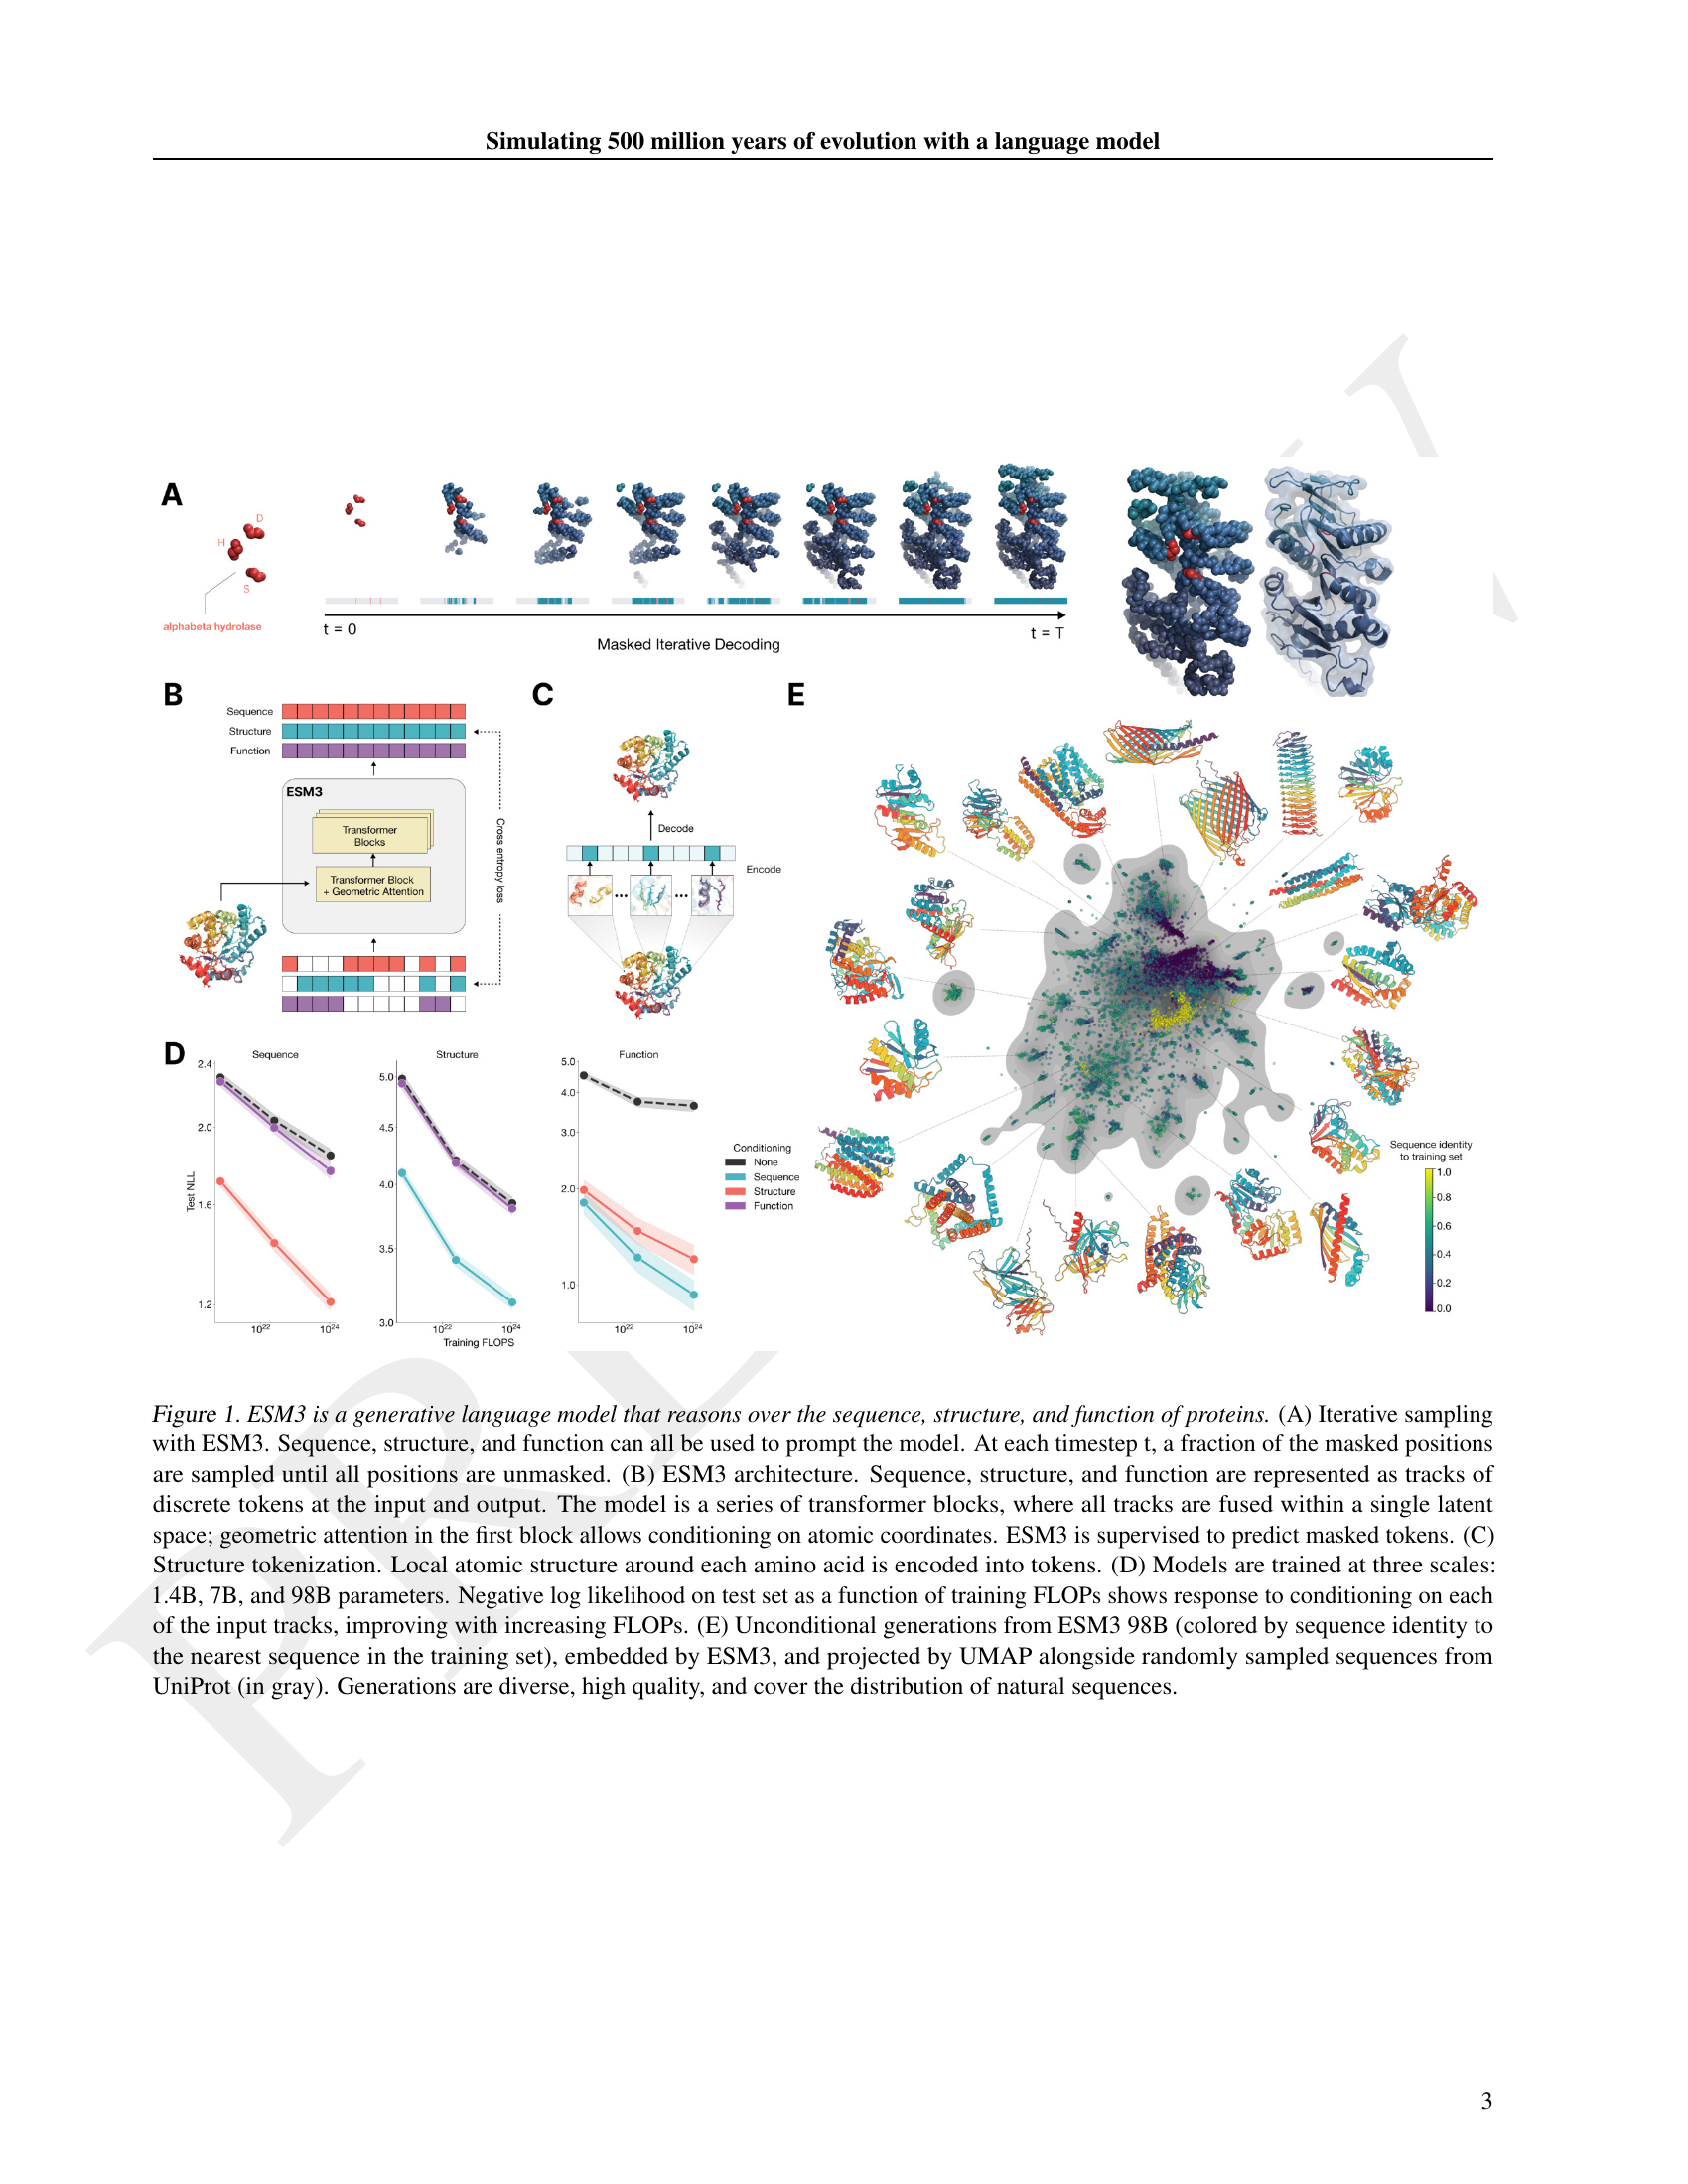 Simulating 500 million years of evolution with a language model
A
D
H
S
alphabeta hydrolase
t = 0
Masked Iterative Decoding
t = T
B
Sequence
Structure
Function
ESM3
Transformer
Blocks
Transformer Block
+ Geometric Attention
Cross entropy loss
C
Decode
Encode
D
Sequence
2.4
2.0
1.6
1.2
Test NLL
10²²
10²⁴
Structure
5.0
4.5
4.0
3.5
3.0
10²²
10²⁴
Training FLOPS
Function
5.0
4.0
3.0
2.0
1.0
10²²
10²⁴
Conditioning
None
Sequence
Structure
Function
E
Sequence identity
to training set
1.0
0.8
0.6
0.4
0.2
0.0
Figure 1. ESM3 is a generative language model that reasons over the sequence, structure, and function of proteins. (A) Iterative sampling
with ESM3. Sequence, structure, and function can all be used to prompt the model. At each timestep t, a fraction of the masked positions
are sampled until all positions are unmasked. (B) ESM3 architecture. Sequence, structure, and function are represented as tracks of
discrete tokens at the input and output. The model is a series of transformer blocks, where all tracks are fused within a single latent
space; geometric attention in the first block allows conditioning on atomic coordinates. ESM3 is supervised to predict masked tokens. (C)
Structure tokenization. Local atomic structure around each amino acid is encoded into tokens. (D) Models are trained at three scales:
1.4B, 7B, and 98B parameters. Negative log likelihood on test set as a function of training FLOPs shows response to conditioning on each
of the input tracks, improving with increasing FLOPs. (E) Unconditional generations from ESM3 98B (colored by sequence identity to
the nearest sequence in the training set), embedded by ESM3, and projected by UMAP alongside randomly sampled sequences from
UniProt (in gray). Generations are diverse, high quality, and cover the distribution of natural sequences.
3